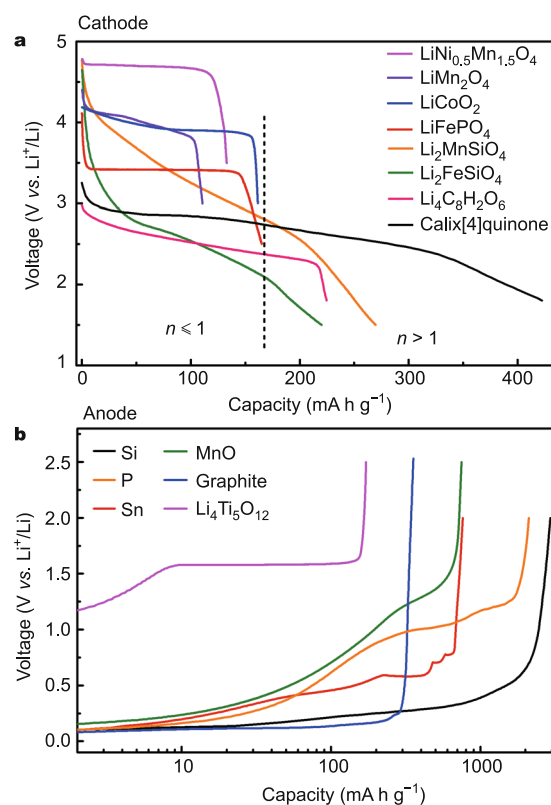 Cathode
a
5
4
3
2
1
Voltage (V vs. Li⁺/Li)
LiNi₀.₅Mn₁.₅O₄
LiMn₂O₄
LiCoO₂
LiFePO₄
Li₂MnSiO₄
Li₂FeSiO₄
Li₄C₈H₂O₆
Calix[4]quinone
n ⩽ 1
n > 1
0 100 200 300 400
Capacity (mA h g⁻¹)
Anode
b
Si MnO
P Graphite
Sn Li₄Ti₅O₁₂
2.5
2.0
1.5
1.0
0.5
0.0
Voltage (V vs. Li⁺/Li)
10 100 1000
Capacity (mA h g⁻¹)